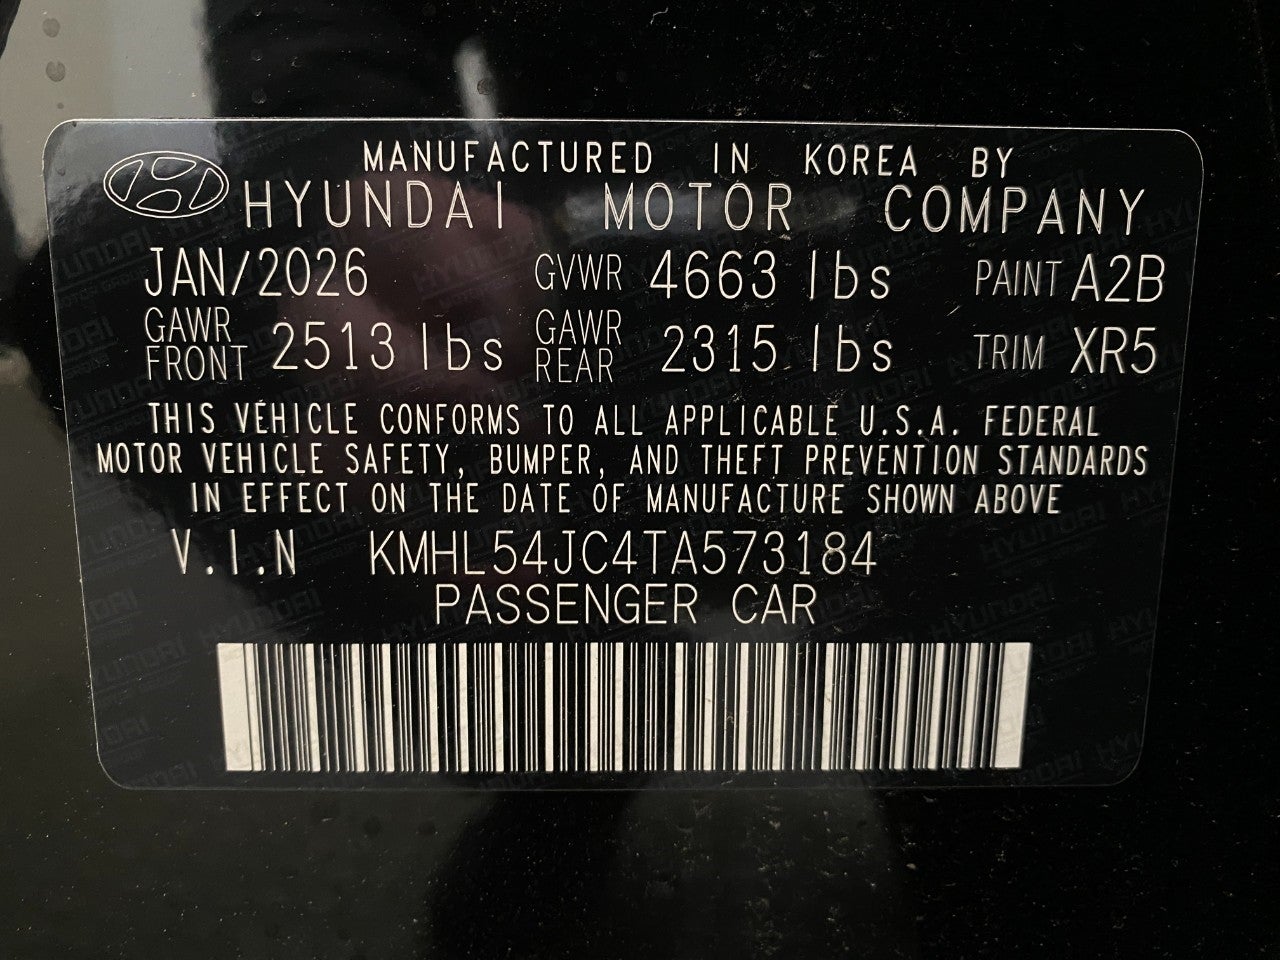 MANUFACTURED IN KOREA BY
HYUNDAI MOTOR COMPANY
JAN/2026 GVWR 4663 lbs PAINT A2B
GAWR FRONT 2513 lbs GAWR REAR 2315 lbs TRIM XR5
THIS VEHICLE CONFORMS TO ALL APPLICABLE U.S.A. FEDERAL
MOTOR VEHICLE SAFETY, BUMPER, AND THEFT PREVENTION STANDARDS
IN EFFECT ON THE DATE OF MANUFACTURE SHOWN ABOVE
V.I.N KMHL54JC4TA573184
PASSENGER CAR